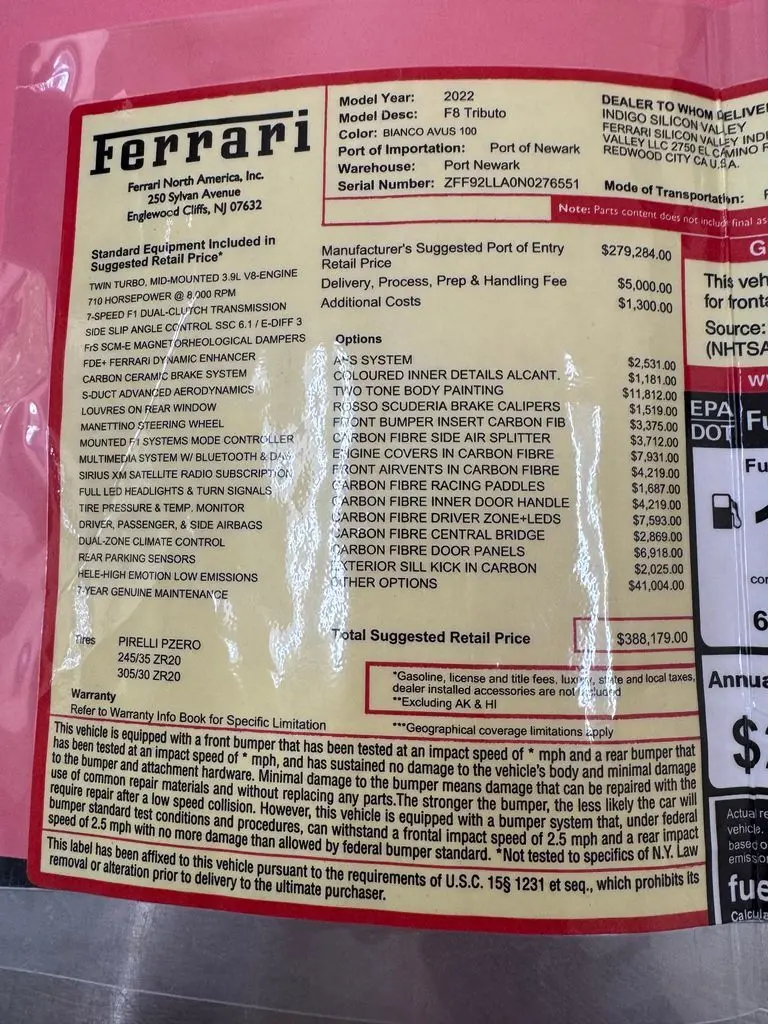 Ferrari
Ferrari North America, Inc.
250 Sylvan Avenue
Englewood Cliffs, NJ 07632
Model Year: 2022
Model Desc: F8 Tributo
Color: BIANCO AVUS 100
Port of Importation: Port of Newark
Warehouse: Port Newark
Serial Number: ZFF92LLA0N0276551
DEALER TO WHOM DELIVE
INDIGO SILICON VALLEY
FERRARI SILICON VALLEY INDI
VALLEY LLC 2750 EL CAMINO R
REDWOOD CITY CA U.S.A.
Mode of Transportation:
Note: Parts content does not include final as
Standard Equipment Included in
Suggested Retail Price*
TWIN TURBO, MID-MOUNTED 3.9L V8-ENGINE
710 HORSEPOWER @ 8,000 RPM
7-SPEED F1 DUAL-CLUTCH TRANSMISSION
SIDE SLIP ANGLE CONTROL SSC 6.1 / E-DIFF 3
FrS SCM-E MAGNETORHEOLOGICAL DAMPERS
FDE+ FERRARi DYNAMIC ENHANCER
CARBON CERAMIC BRAKE SYSTEM
S-DUCT ADVANCED AERODYNAMICS
LOUVRES ON REAR WINDOW
MANETTINO STEERING WHEEL
MOUNTED F1 SYSTEMS MODE CONTROLLER
MULTIMEDIA SYSTEM W/ BLUETOOTH & DAB
SIRIUS XM SATELLITE RADIO SUBSCRIPTION
FULL LED HEADLIGHTS & TURN SIGNALS
TIRE PRESSURE & TEMP. MONITOR
DRIVER, PASSENGER, & SIDE AIRBAGS
DUAL-ZONE CLIMATE CONTROL
REAR PARKING SENSORS
HELE-HIGH EMOTION LOW EMISSIONS
7-YEAR GENUINE MAINTENANCE
Tires PIRELLI PZERO
245/35 ZR20
305/30 ZR20
Warranty
Refer to Warranty Info Book for Specific Limitation
Manufacturer's Suggested Port of Entry $279,284.00
Retail Price
Delivery, Process, Prep & Handling Fee $5,000.00
Additional Costs $1,300.00
Options
AFS SYSTEM $2,531.00
COLOURED INNER DETAILS ALCANT. $1,181.00
TWO TONE BODY PAINTING $11,812.00
ROSSO SCUDERIA BRAKE CALIPERS $1,519.00
FRONT BUMPER INSERT CARBON FIB $3,375.00
CARBON FIBRE SIDE AIR SPLITTER $3,712.00
ENGINE COVERS IN CARBON FIBRE $7,931.00
FRONT AIRVENTS IN CARBON FIBRE $4,219.00
CARBON FIBRE RACING PADDLES $1,687.00
CARBON FIBRE INNER DOOR HANDLE $4,219.00
CARBON FIBRE DRIVER ZONE+LEDS $7,593.00
CARBON FIBRE CENTRAL BRIDGE $2,869.00
CARBON FIBRE DOOR PANELS $6,918.00
EXTERIOR SILL KICK IN CARBON $2,025.00
OTHER OPTIONS $41,004.00
Total Suggested Retail Price $388,179.00
*Gasoline, license and title fees, luxury, state and local taxes,
dealer installed accessories are not included
**Excluding AK & HI
***Geographical coverage limitations apply
This vehicle is equipped with a front bumper that has been tested at an impact speed of * mph and a rear bumper that
has been tested at an impact speed of * mph, and has sustained no damage to the vehicle's body and minimal damage
to the bumper and attachment hardware. Minimal damage to the bumper means damage that can be repaired with the
use of common repair materials and without replacing any parts.The stronger the bumper, the less likely the car will
require repair after a low speed collision. However, this vehicle is equipped with a bumper system that, under federal
bumper standard test conditions and procedures, can withstand a frontal impact speed of 2.5 mph and a rear impact
speed of 2.5 mph with no more damage than allowed by federal bumper standard. *Not tested to specifics of N.Y. Law
This label has been affixed to this vehicle pursuant to the requirements of U.S.C. 15§ 1231 et seq., which prohibits its
removal or alteration prior to delivery to the ultimate purchaser.
G
This veh
for fronta
Source:
(NHTSA
EPA
DOT
Fu
Fu
con
6
Annua
$
Actual re
vehicle.
based o
emission
fue
Calcula